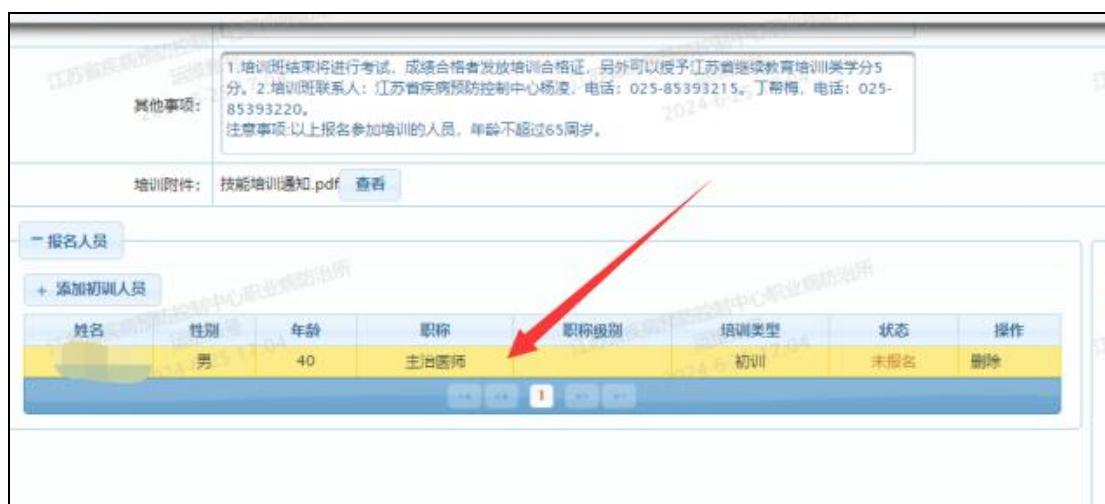 其他事项：
1.培训班结束将进行考试，成绩合格者发放培训合格证，另外可以授予江苏省继续教育培训II类学分5
分。2.培训班联系人：江苏省疾病预防控制中心杨凌，电话：025-85393215。丁帮梅，电话：025-
85393220。
注意事项:以上报名参加培训的人员，年龄不超过65周岁。
培训附件： 技能培训通知.pdf 查看
报名人员
+ 添加初训人员
姓名 性别 年龄 职称 职称级别 培训类型 状态 操作
男 40 主治医师 初训 未报名 删除
1